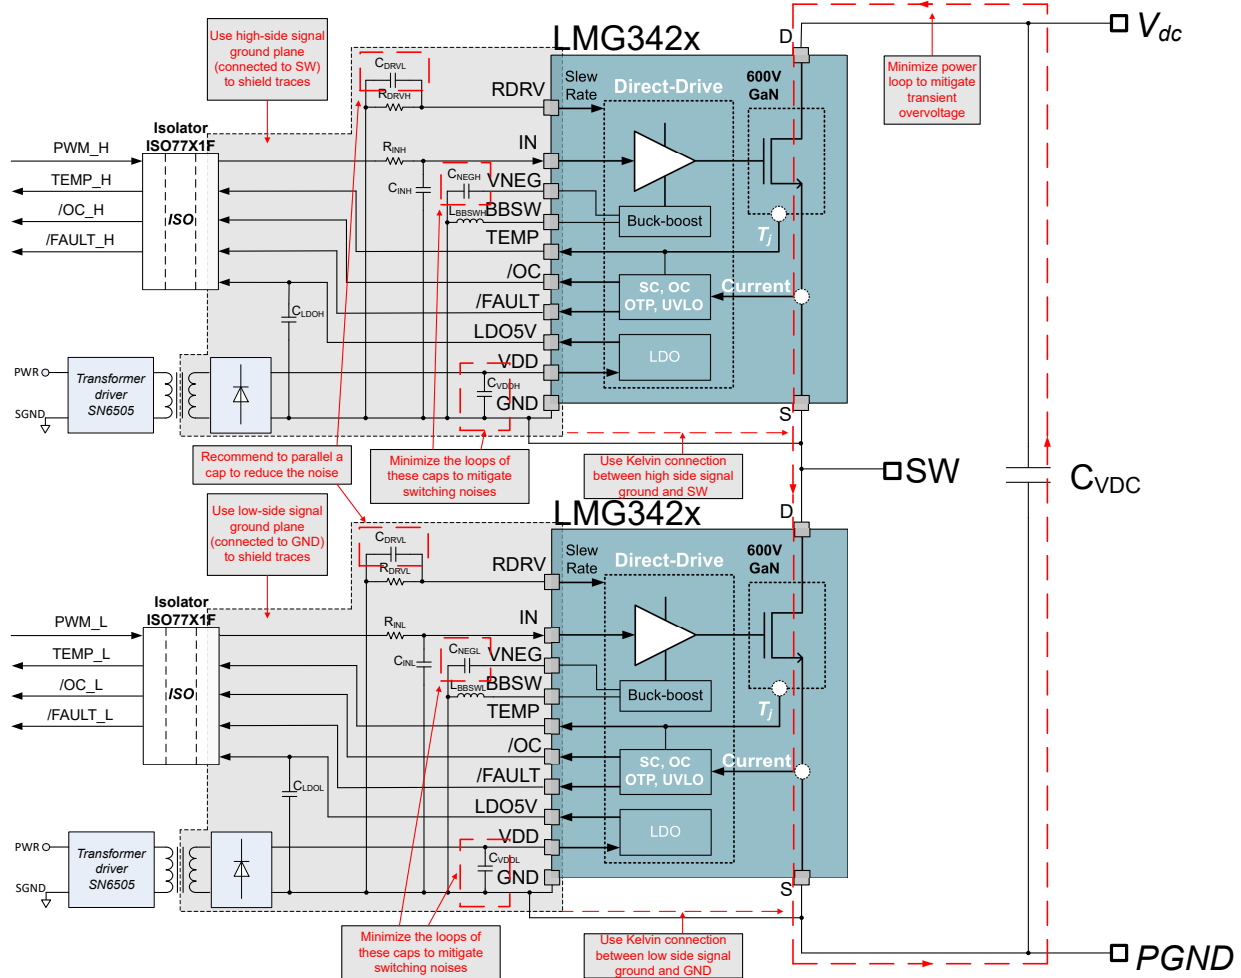 Use high-side signal
ground plane
(connected to SW)
to shield traces
CDRVL
RDRVH
RDRV
LMG342x
Slew
Rate
Direct-Drive
600V
GaN
D
Minimize power
loop to mitigate
transient
overvoltage
Vdc
Isolator
ISO77X1F
ISO
PWM_H
TEMP_H
/OC_H
/FAULT_H
RINH
CINH
CNEGH
LBBSWH
IN
VNEG
BBSW
TEMP
/OC
/FAULT
LDO5V
VDD
GND
Buck-boost
Tj
SC, OC
OTP, UVLO
Current
LDO
CLDOH
CVDDH
PWR
SGND
Transformer
driver
SN6505
S
Recommend to parallel a
cap to reduce the noise
Minimize the loops of
these caps to mitigate
switching noises
Use Kelvin connection
between high side signal
ground and SW
SW
CVDC
Use low-side signal
ground plane
(connected to GND)
to shield traces
CDRVL
RDRVL
RDRV
LMG342x
Slew
Rate
Direct-Drive
600V
GaN
D
Isolator
ISO77X1F
ISO
PWM_L
TEMP_L
/OC_L
/FAULT_L
RINL
CINL
CNEGL
LBBSWL
IN
VNEG
BBSW
TEMP
/OC
/FAULT
LDO5V
VDD
GND
Buck-boost
Tj
SC, OC
OTP, UVLO
Current
LDO
CLDOL
CVDDL
PWR
SGND
Transformer
driver
SN6505
S
Minimize the loops of
these caps to mitigate
switching noises
Use Kelvin connection
between low side signal
ground and GND
PGND